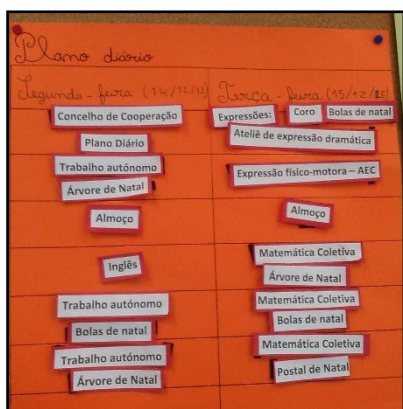 Plano diário
Segunda-feira (14/12/15)
Concelho de Cooperação
Plano Diário
Trabalho autónomo
Árvore de Natal
Almoço
Inglês
Trabalho autónomo
Bolas de natal
Trabalho autónomo
Árvore de Natal
Terça-feira (15/12/15)
Expressões: Coro Bolas de natal
Ateliê de expressão dramática
Expressão físico-motora – AEC
Almoço
Matemática Coletiva
Árvore de Natal
Matemática Coletiva
Bolas de natal
Matemática Coletiva
Postal de Natal